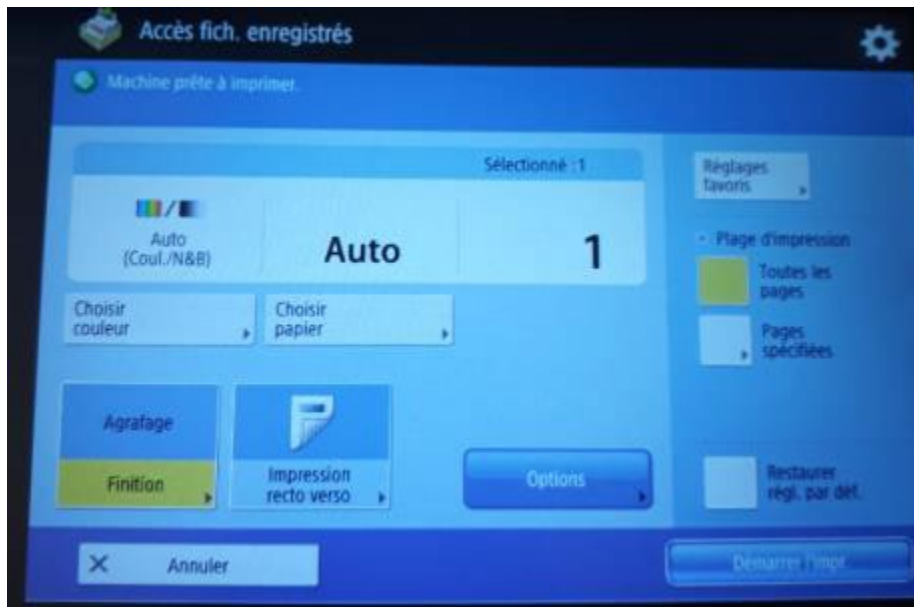 Accès fich. enregistrés
Machine prête à imprimer.
Sélectionné :1
Auto
(Coul./N&B)
Auto
1
Choisir
couleur
Choisir
papier
Agrafage
Finition
Impression
recto verso
Options
Réglages
favoris
Plage d'impression
Toutes les
pages
Pages
spécifiées
Restaurer
régl. par déf.
Annuler
Démarrer l'impr.